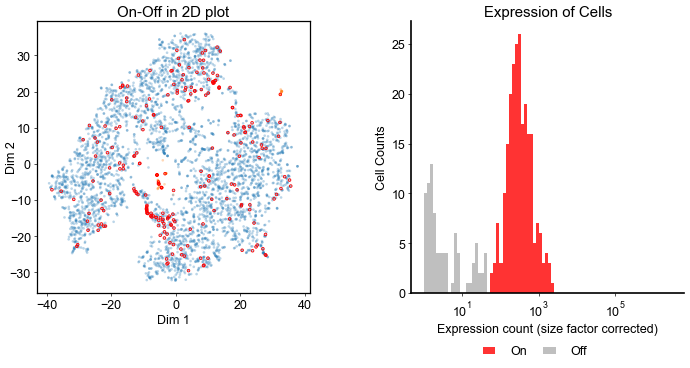 On-Off in 2D plot
Dim 2
30
20
10
0
−10
−20
−30
−40 −20 0 20 40
Dim 1
Expression of Cells
Cell Counts
25
20
15
10
5
0
10^1 10^3 10^5
Expression count (size factor corrected)
On Off